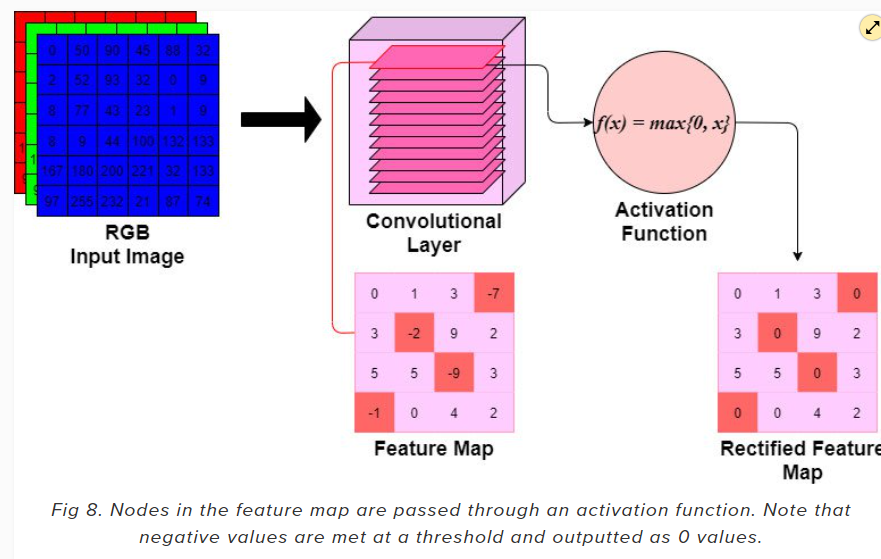 0 50 90 45 88 32
2 52 93 32 0 9
8 77 43 23 1 9
8 9 44 100 132 133
167 180 200 221 32 133
97 255 232 21 87 74
RGB
Input Image
Convolutional
Layer
f(x) = max{0, x}
Activation
Function
0 1 3 -7
3 -2 9 2
5 5 -9 3
-1 0 4 2
Feature Map
0 1 3 0
3 0 9 2
5 5 0 3
0 0 4 2
Rectified Feature
Map
Fig 8. Nodes in the feature map are passed through an activation function. Note that
negative values are met at a threshold and outputted as 0 values.